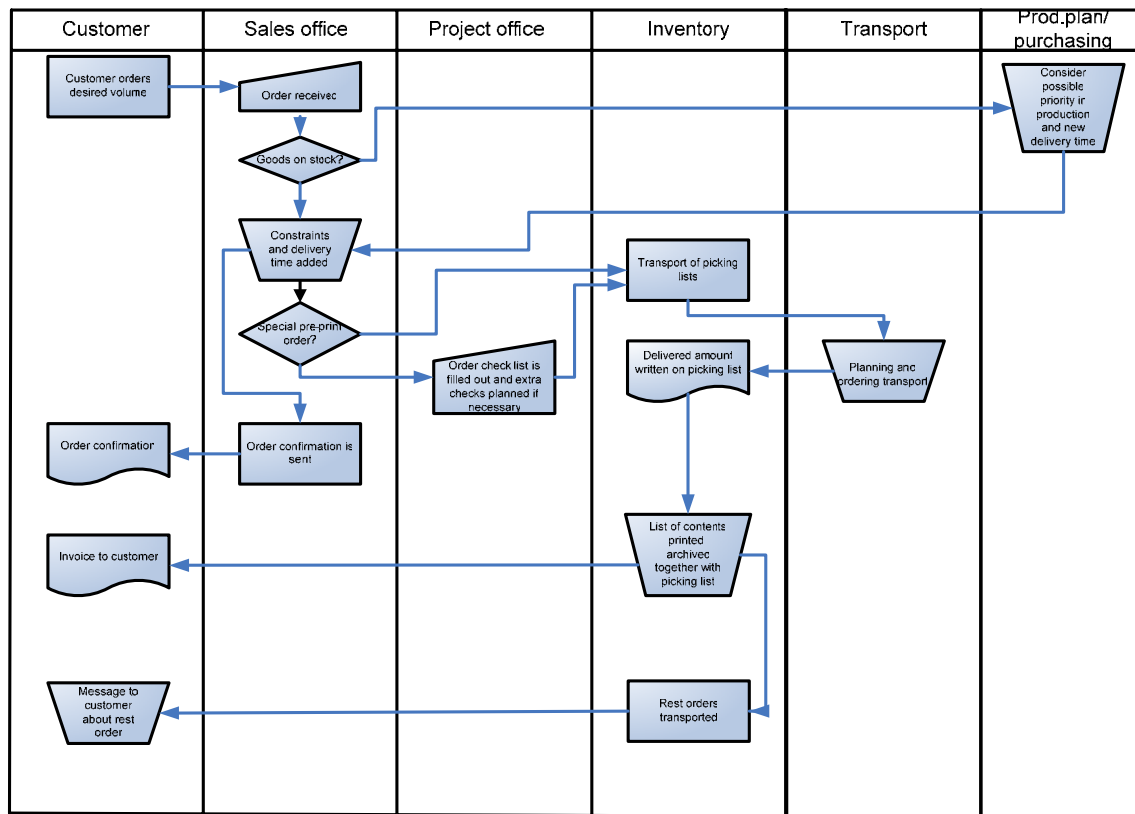 Customer
Sales office
Project office
Inventory
Transport
Prod.plan/
purchasing
Customer orders
desired volume
Order received
Consider
possible
priority in
production
and new
delivery time
Goods on stock?
Constraints
and delivery
time added
Transport of picking
lists
Special pre-print
order?
Order check list is
filled out and extra
checks planned if
necessary
Delivered amount
written on picking list
Planning and
ordering transport
Order confirmation
Order confirmation is
sent
Invoice to customer
List of contents
printed
archived
together with
picking list
Message to
customer
about rest
order
Rest orders
transported